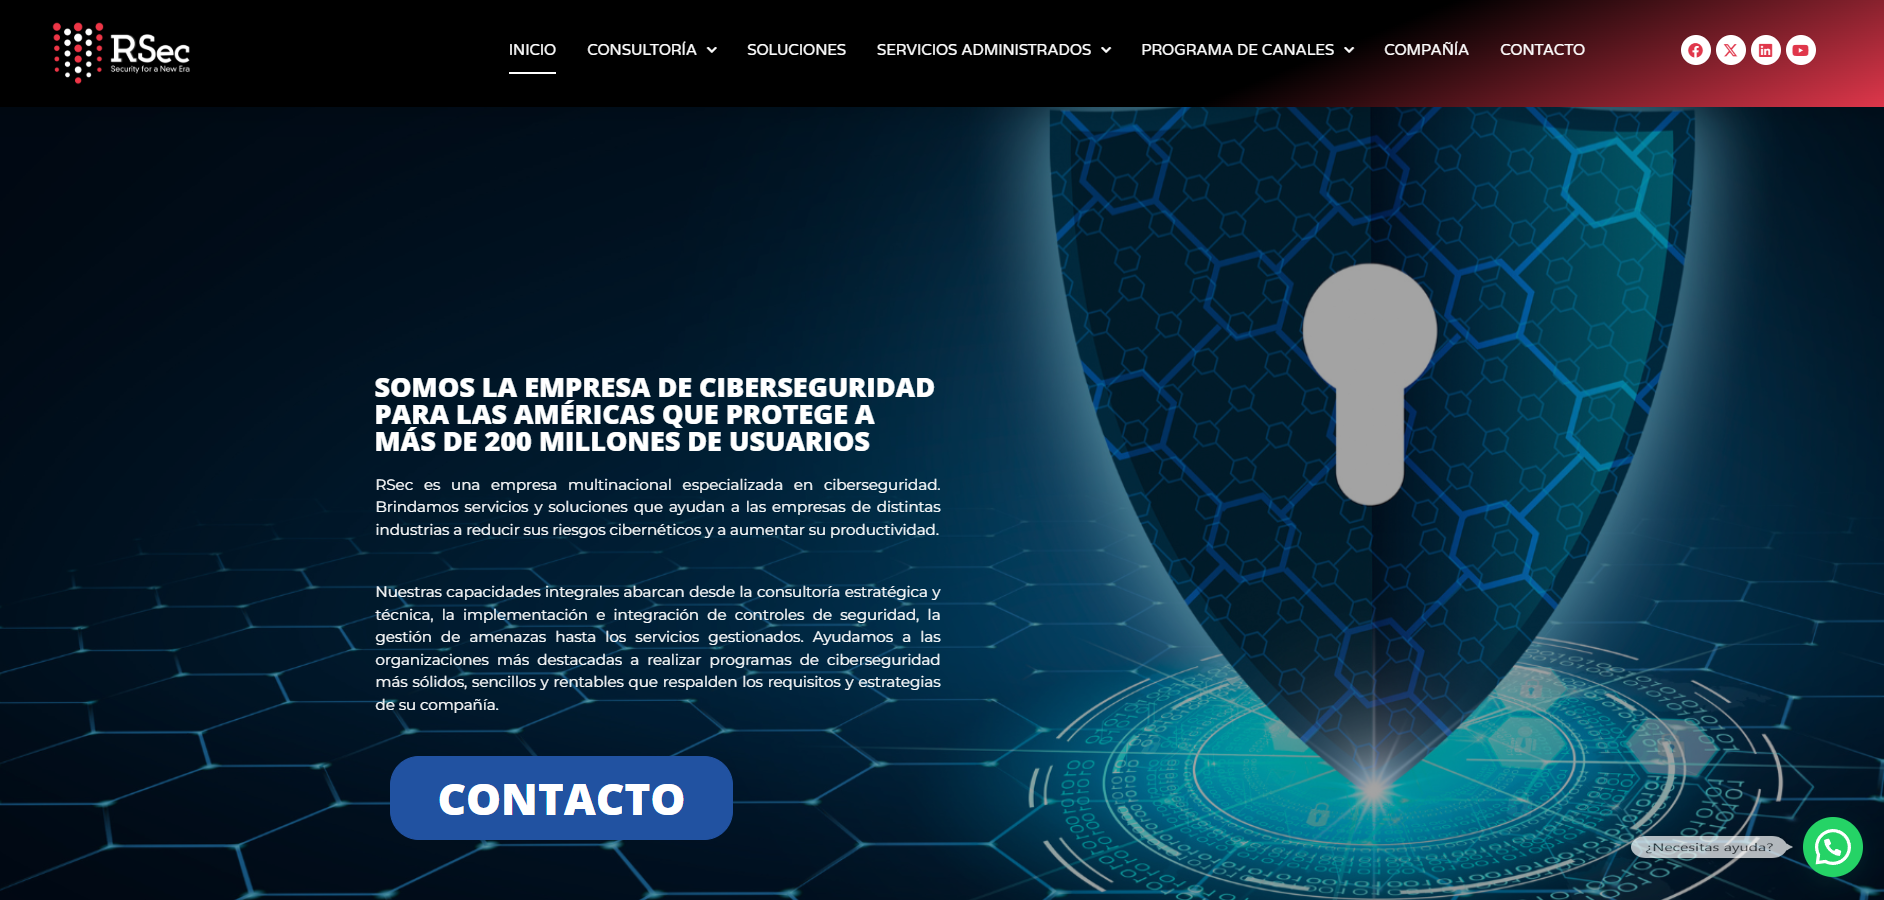 RSec
Security for a New Era
INICIO
CONSULTORÍA
SOLUCIONES
SERVICIOS ADMINISTRADOS
PROGRAMA DE CANALES
COMPAÑÍA
CONTACTO
SOMOS LA EMPRESA DE CIBERSEGURIDAD
PARA LAS AMÉRICAS QUE PROTEGE A
MÁS DE 200 MILLONES DE USUARIOS
RSec es una empresa multinacional especializada en ciberseguridad.
Brindamos servicios y soluciones que ayudan a las empresas de distintas
industrias a reducir sus riesgos cibernéticos y a aumentar su productividad.
Nuestras capacidades integrales abarcan desde la consultoría estratégica y
técnica, la implementación e integración de controles de seguridad, la
gestión de amenazas hasta los servicios gestionados. Ayudamos a las
organizaciones más destacadas a realizar programas de ciberseguridad
más sólidos, sencillos y rentables que respalden los requisitos y estrategias
de su compañía.
CONTACTO
¿Necesitas ayuda?